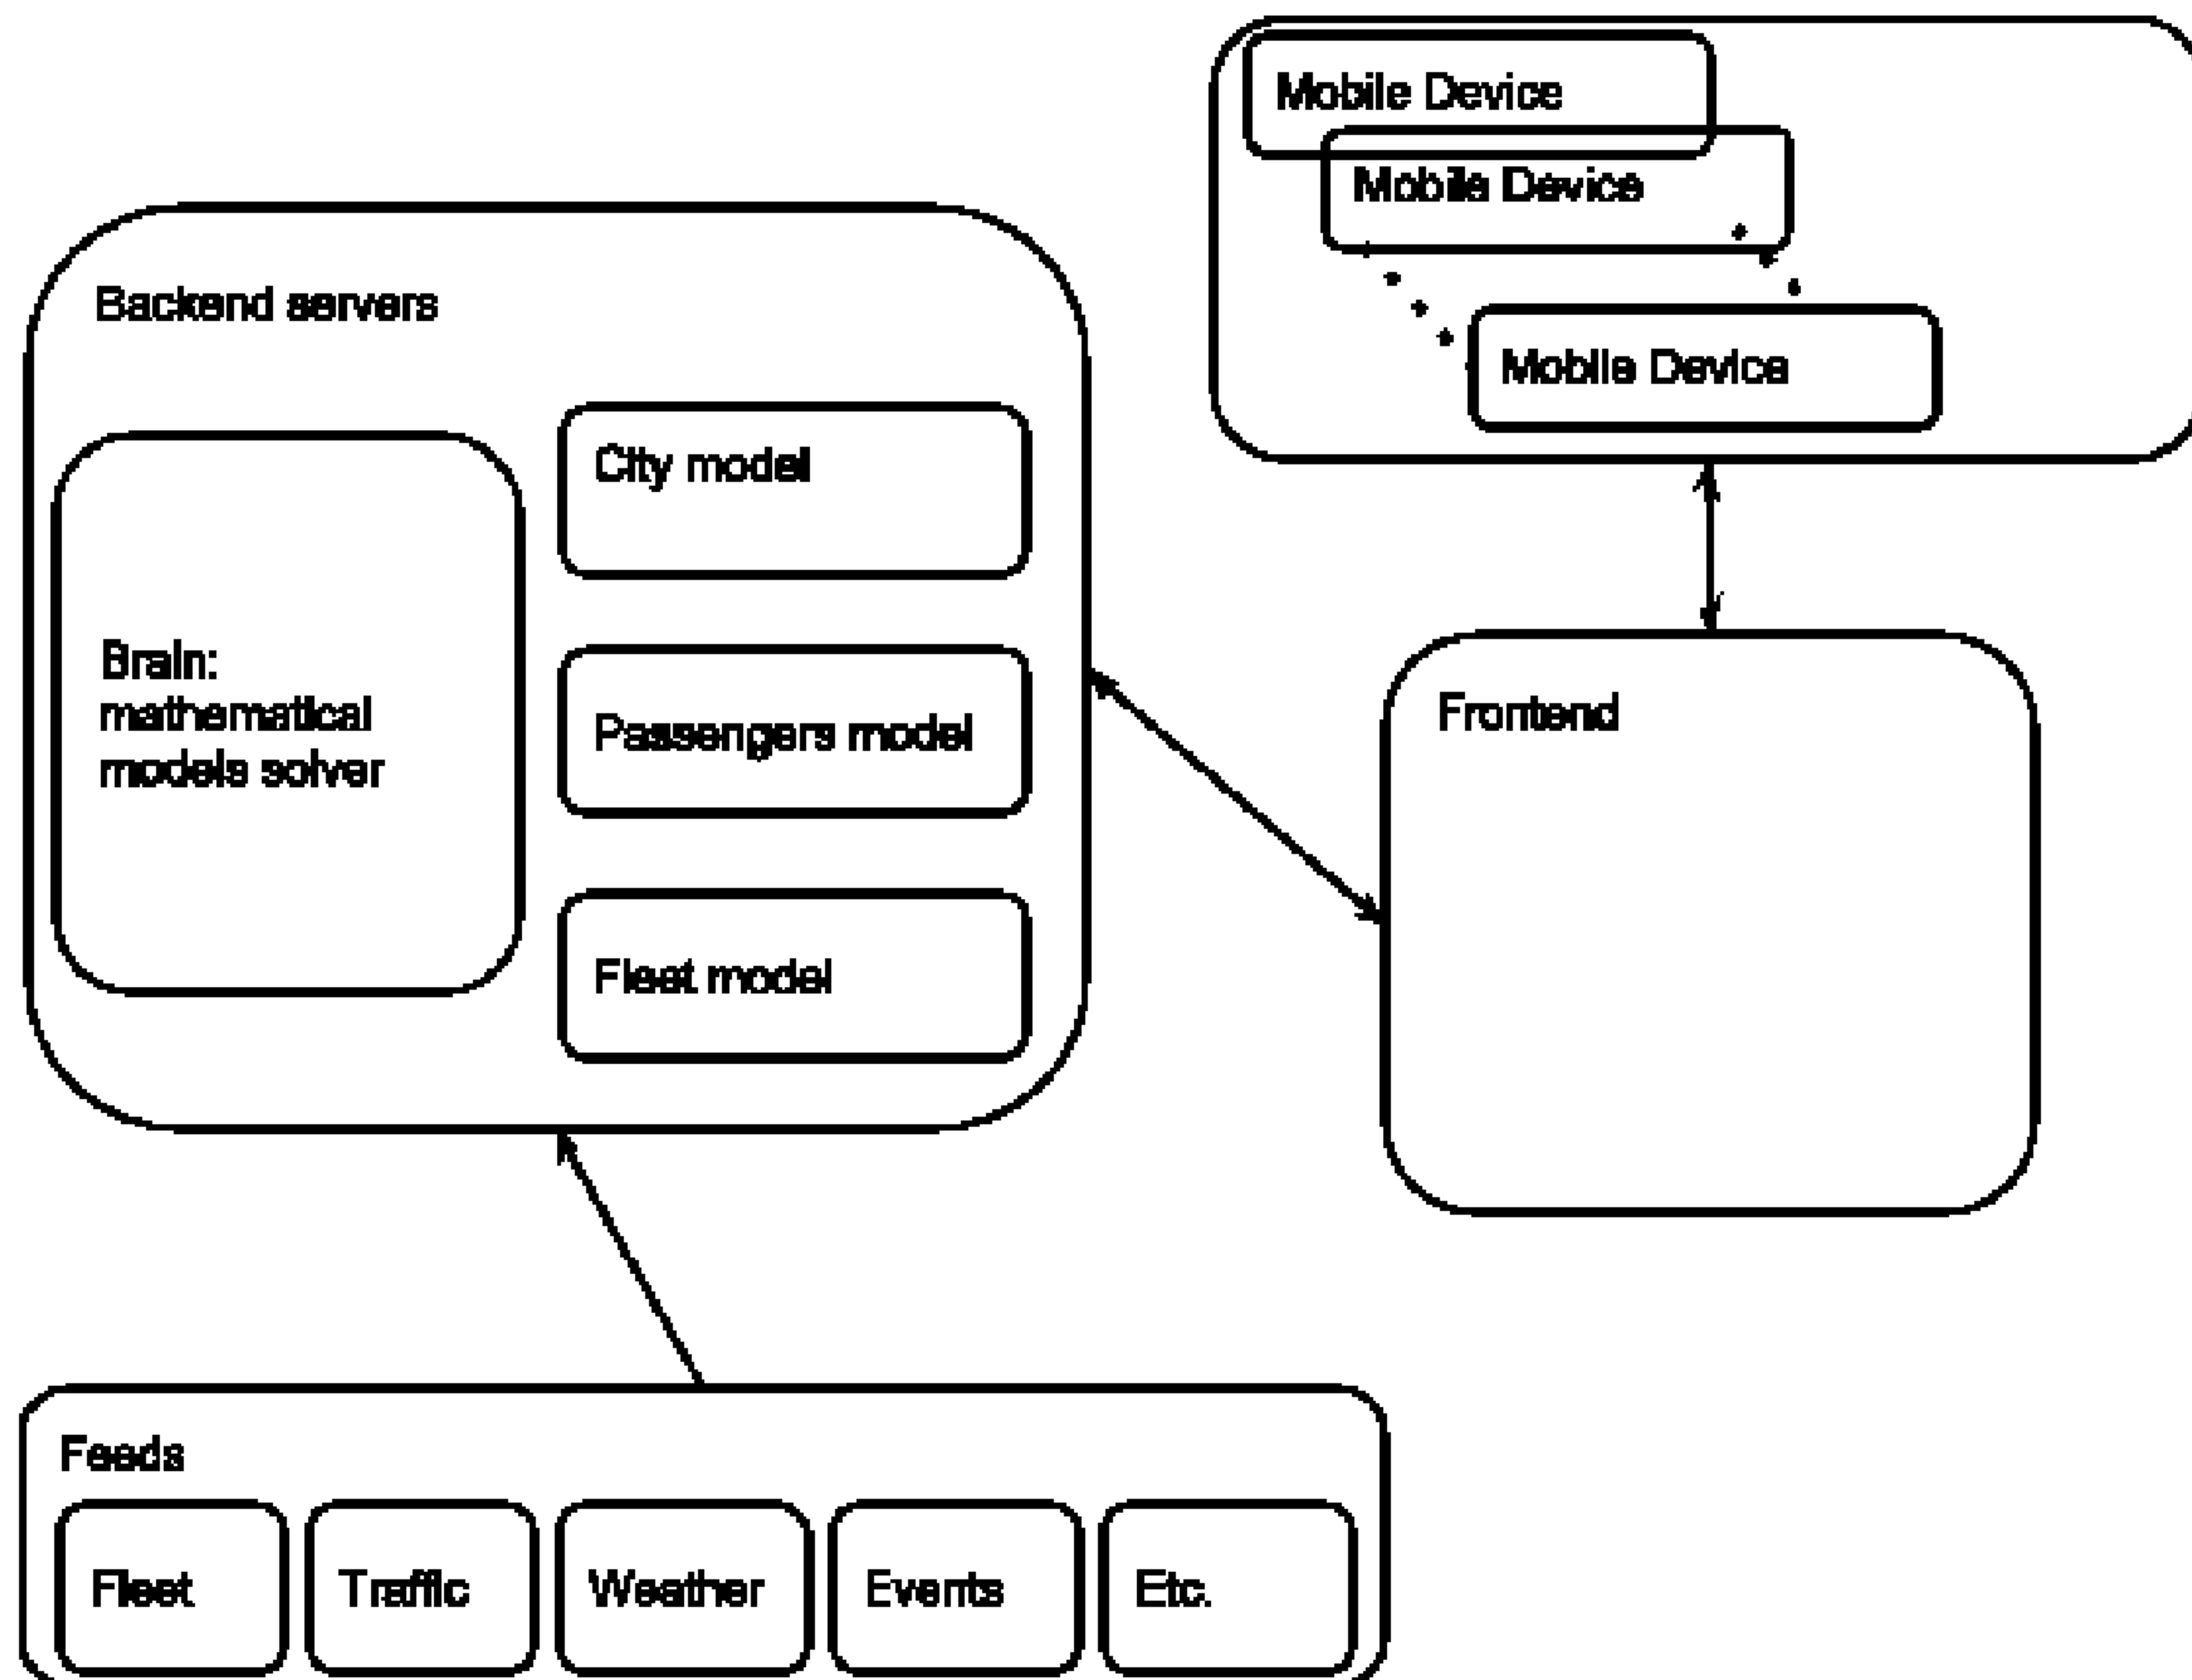 Mobile Device
Mobile Device
Mobile Device
Backend servers
City model
Brain:
mathematical
models solver
Passengers model
Fleet model
Frontend
Feeds
Fleet
Traffic
Weather
Events
Etc.